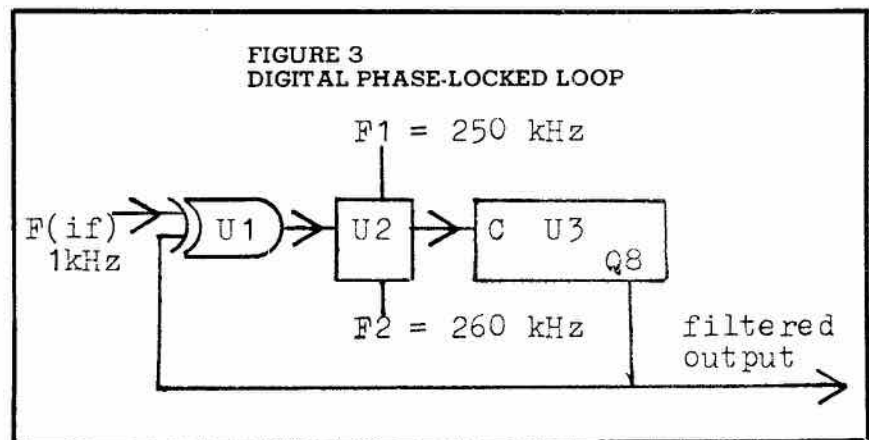 FIGURE 3
DIGITAL PHASE-LOCKED LOOP
F1 = 250 kHz
F(if)
1kHz
U1
U2
C U3
Q8
F2 = 260 kHz
filtered
output